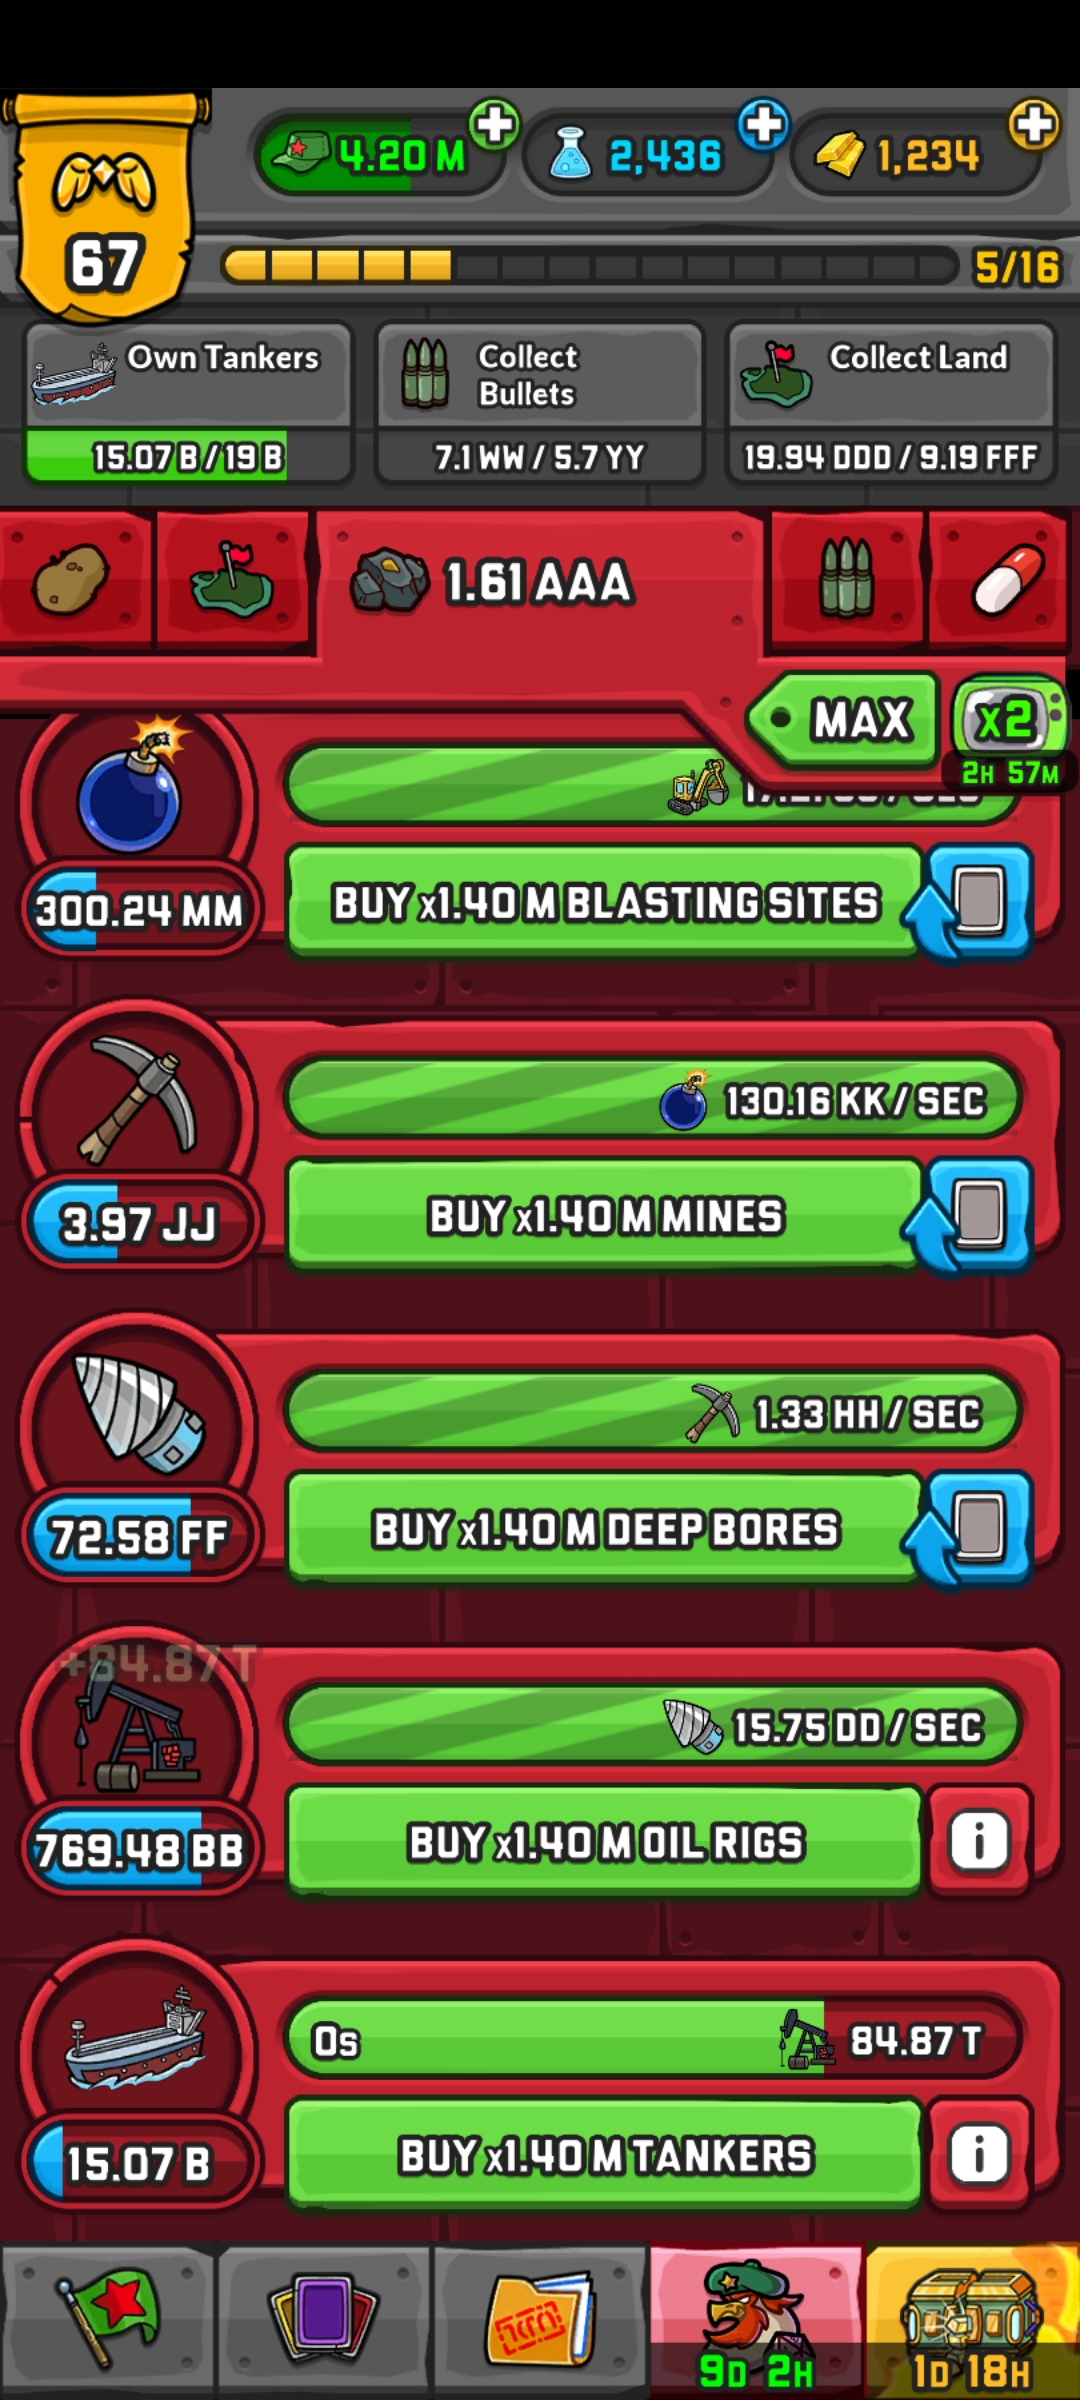 4.20 M
2,436
1,234
67
5/16
Own Tankers
15.07 B / 19 B
Collect
Bullets
7.1 WW / 5.7 YY
Collect Land
19.94 DDD / 9.19 FFF
1.61 AAA
MAX
x2
2H 57M
300.24 MM
BUY x1.40 M BLASTING SITES
130.16 KK / SEC
3.97 JJ
BUY x1.40 M MINES
1.33 HH / SEC
72.58 FF
BUY x1.40 M DEEP BORES
+84.87 T
15.75 DD / SEC
769.48 BB
BUY x1.40 M OIL RIGS
i
0s
84.87 T
15.07 B
BUY x1.40 M TANKERS
i
9D 2H
1D 18H